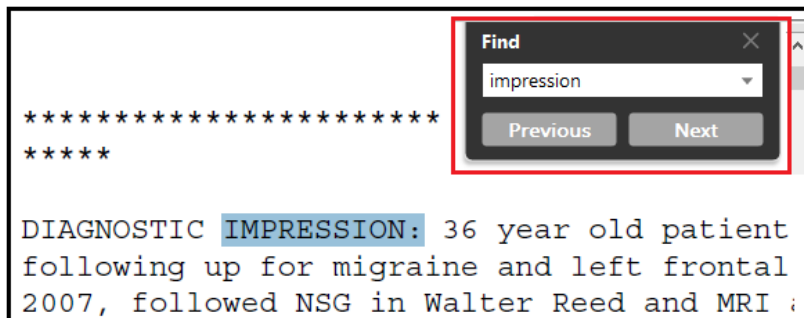 Find
impression
Previous Next
************************
*****
DIAGNOSTIC IMPRESSION: 36 year old patient
following up for migraine and left frontal
2007, followed NSG in Walter Reed and MRI